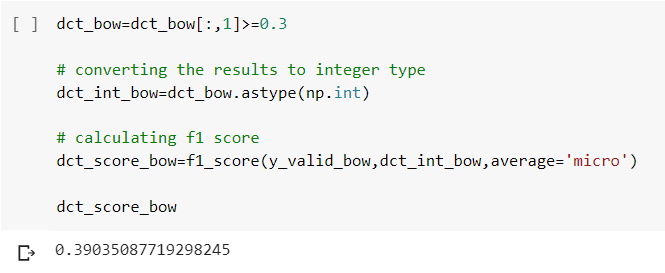 [ ] dct_bow=dct_bow[:,1]>=0.3
# converting the results to integer type
dct_int_bow=dct_bow.astype(np.int)
# calculating f1 score
dct_score_bow=f1_score(y_valid_bow,dct_int_bow,average='micro')
dct_score_bow
0.39035087719298245